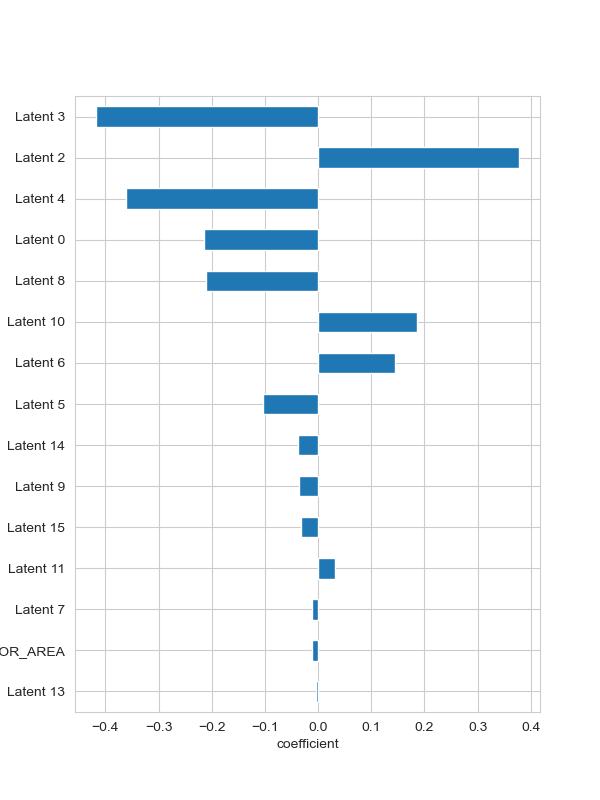 Latent 3
Latent 2
Latent 4
Latent 0
Latent 8
Latent 10
Latent 6
Latent 5
Latent 14
Latent 9
Latent 15
Latent 11
Latent 7
OR_AREA
Latent 13
−0.4 −0.3 −0.2 −0.1 0.0 0.1 0.2 0.3 0.4
coefficient